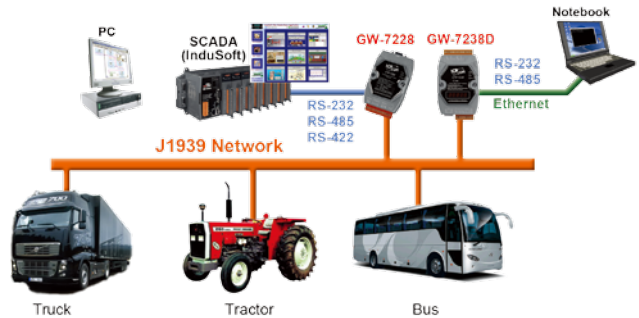 Notebook
PC
SCADA
(InduSoft)
GW-7228
GW-7238D
RS-232
RS-485
Ethernet
RS-232
RS-485
RS-422
J1939 Network
Truck
Tractor
Bus